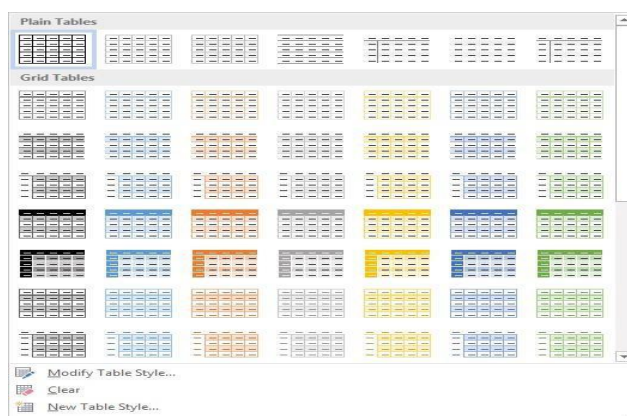 Plain Tables
Grid Tables
Modify Table Style...
Clear
New Table Style...